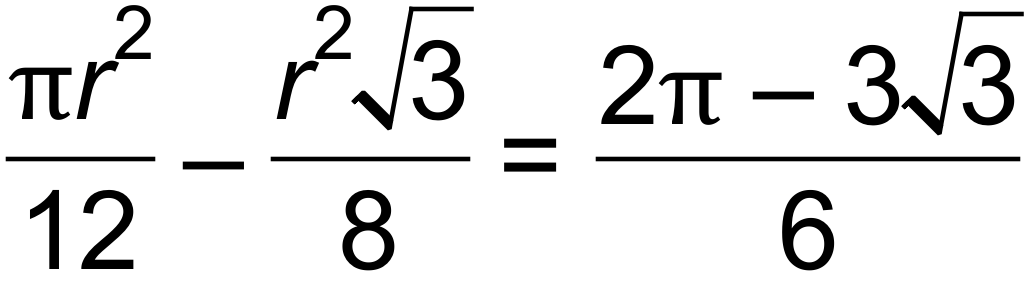 πr²/12 − r²√3/8 = (2π − 3√3)/6